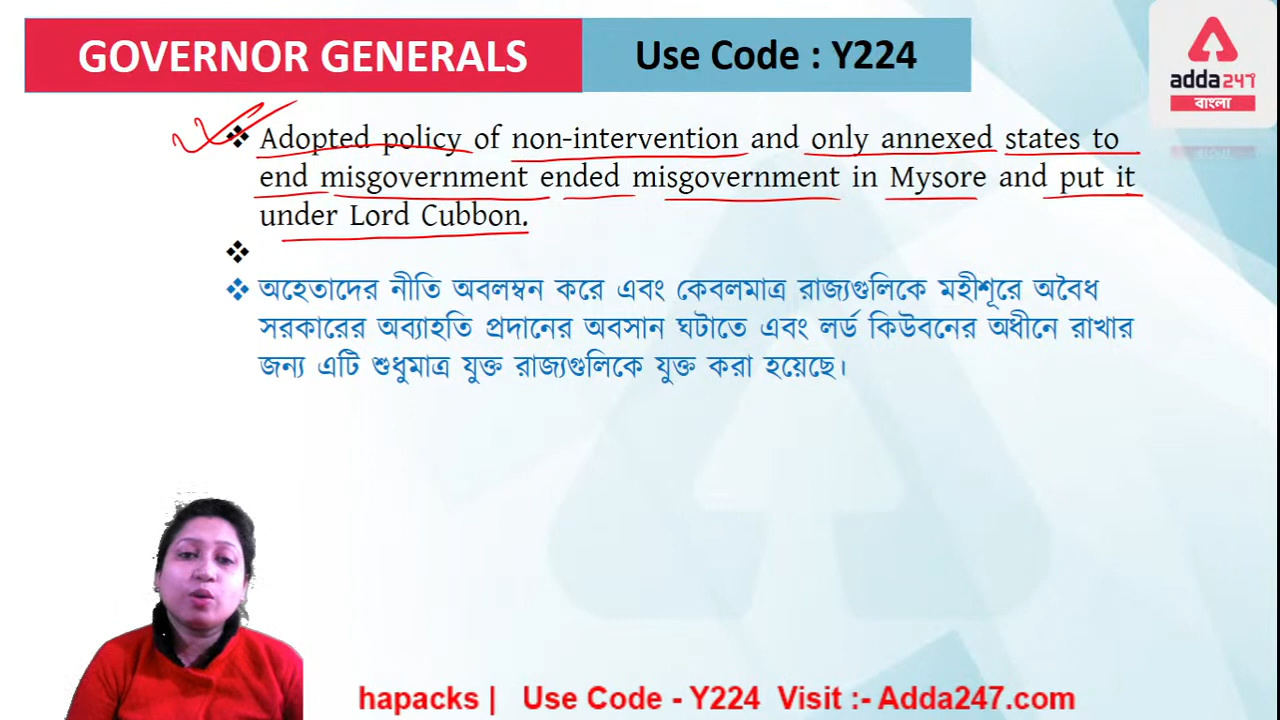 GOVERNOR GENERALS
Use Code : Y224
adda247
বাংলা
Adopted policy of non-intervention and only annexed states to
end misgovernment ended misgovernment in Mysore and put it
under Lord Cubbon.
অহেতাদের নীতি অবলম্বন করে এবং কেবলমাত্র রাজ্যগুলিকে মহীশূরে অবৈধ
সরকারের অব্যাহতি প্রদানের অবসান ঘটাতে এবং লর্ড কিউবনের অধীনে রাখার
জন্য এটি শুধুমাত্র যুক্ত রাজ্যগুলিকে যুক্ত করা হয়েছে।
hapacks | Use Code - Y224 Visit :- Adda247.com